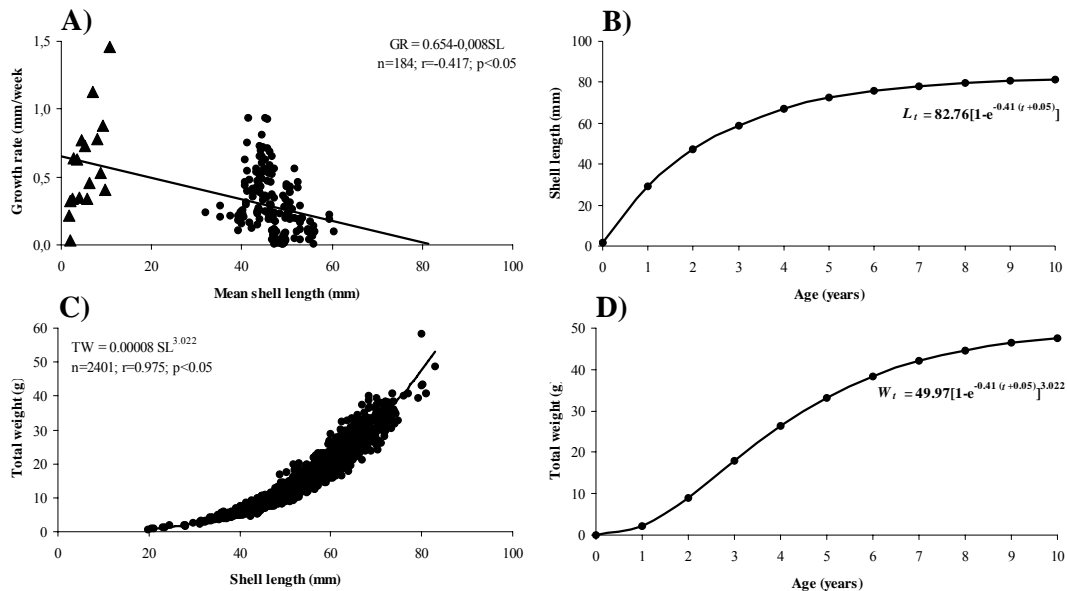 A)
GR = 0.654-0,008SL
n=184; r=-0.417; p<0.05
Growth rate (mm/week)
1,5
1,0
0,5
0,0
0 20 40 60 80 100
Mean shell length (mm)
B)
L t = 82.76[1-e-0.41 (t +0.05)]
Shell length (mm)
100
80
60
40
20
0
0 1 2 3 4 5 6 7 8 9 10
Age (years)
C)
TW = 0.00008 SL3.022
n=2401; r=0.975; p<0.05
Total weight (g)
60
50
40
30
20
10
0
0 20 40 60 80 100
Shell length (mm)
D)
W t = 49.97[1-e-0.41 (t +0.05)]3.022
Total weight (g)
50
40
30
20
10
0
0 1 2 3 4 5 6 7 8 9 10
Age (years)